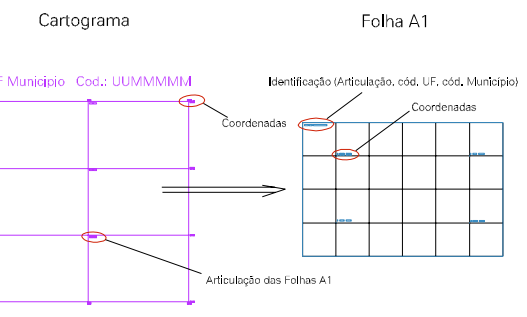 Cartograma
Folha A1
F Município Cod.: UUMMMMM
Identificação (Articulação, cód. UF, cód. Município)
Coordenadas
Coordenadas
Articulação das Folhas A1